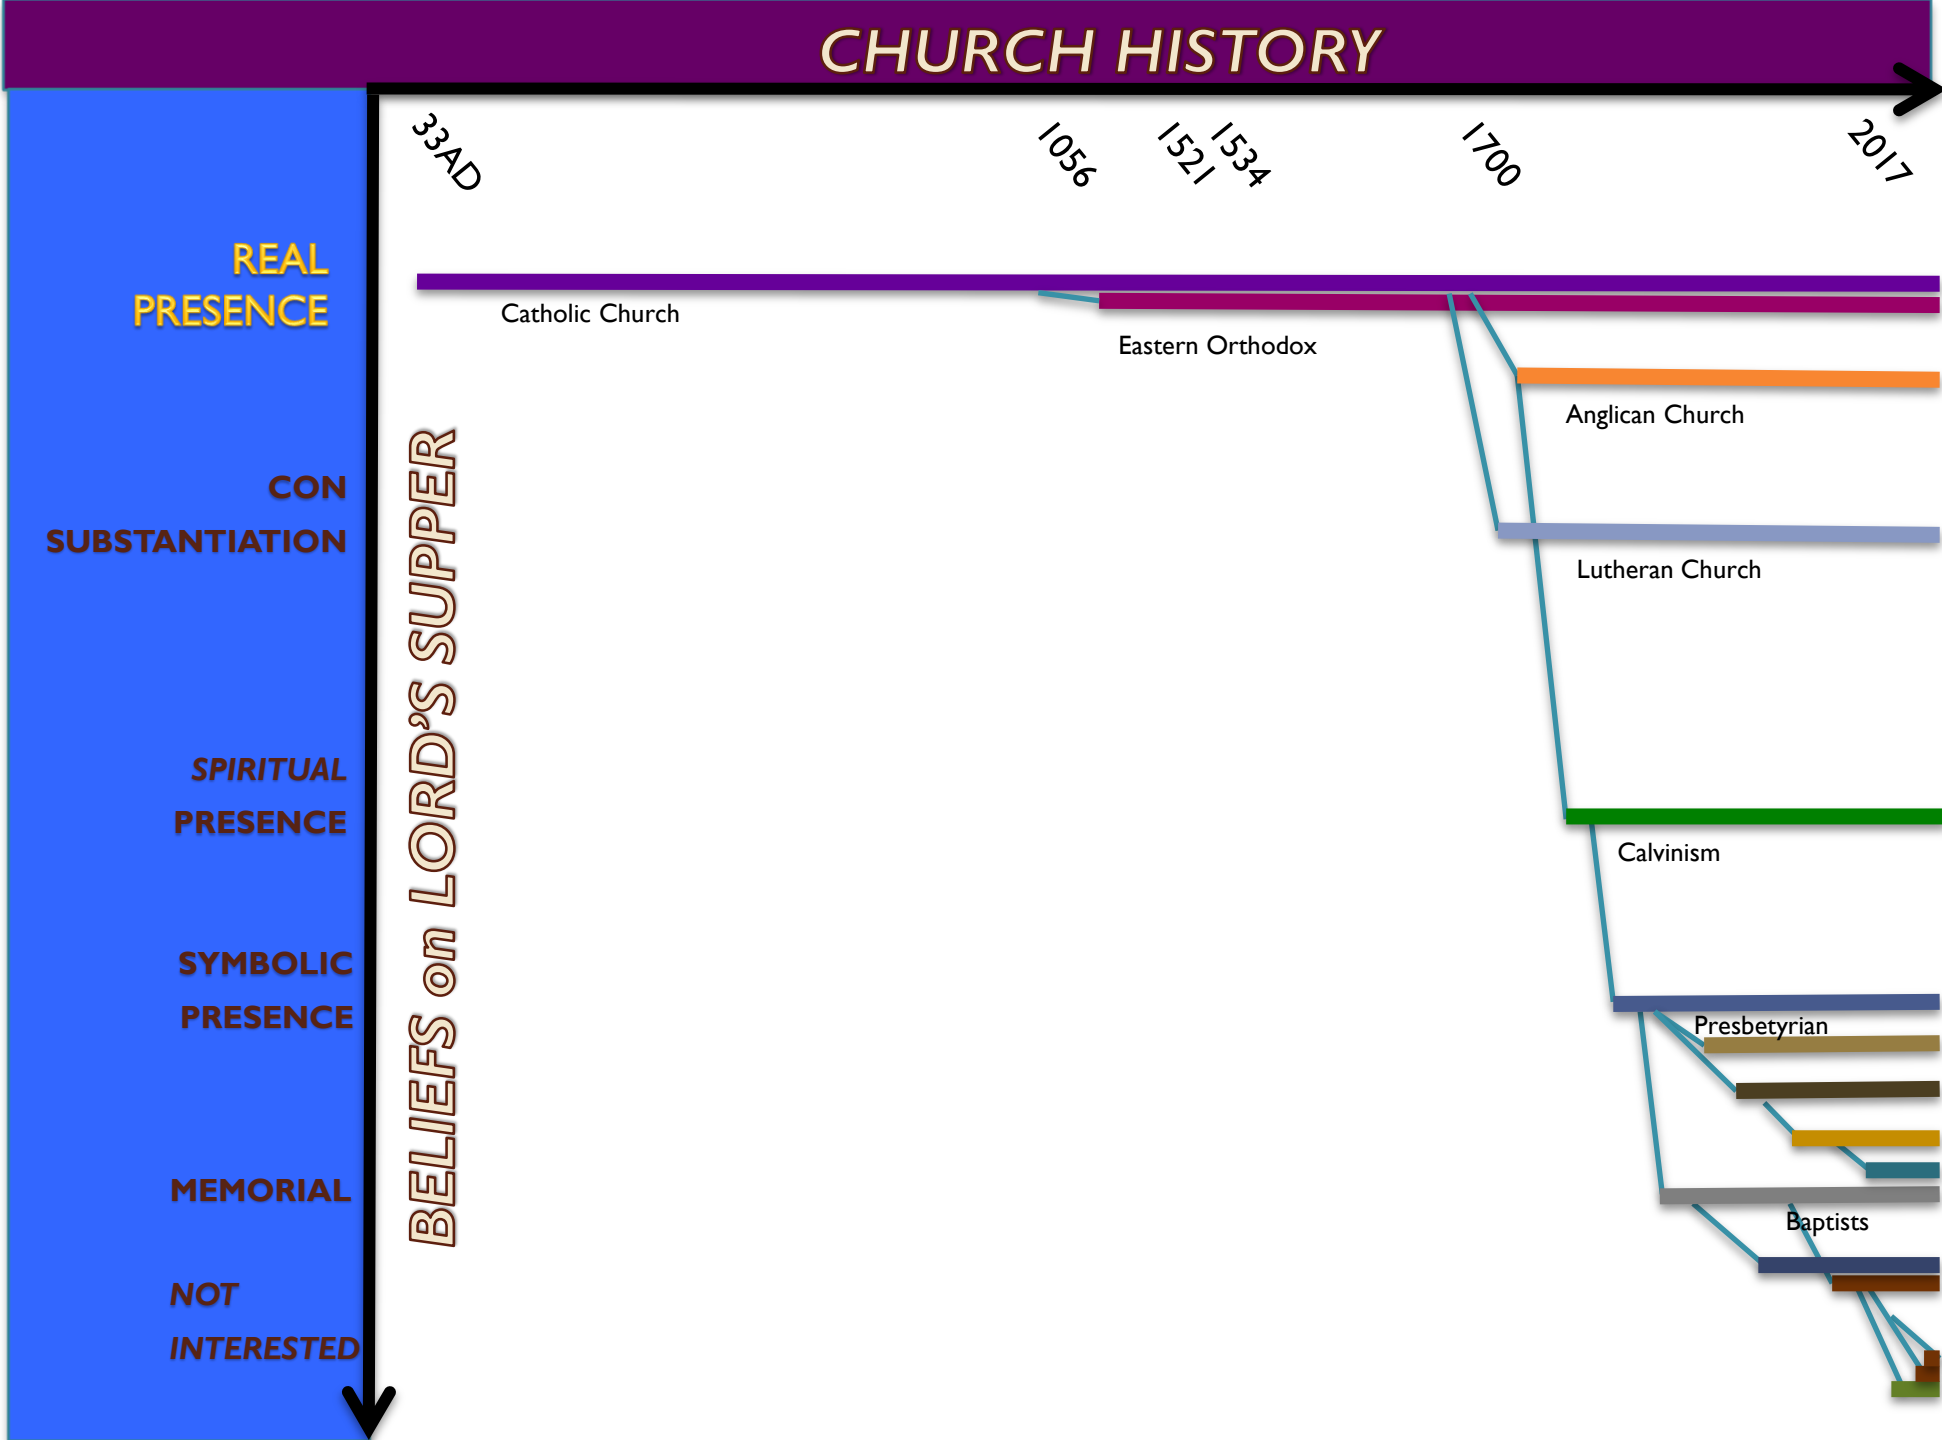 CHURCH HISTORY
33AD
1056
1521
1534
1700
2017
REAL
PRESENCE
Catholic Church
Eastern Orthodox
Anglican Church
CON
SUBSTANTIATION
Lutheran Church
BELIEFS on LORD'S SUPPER
SPIRITUAL
PRESENCE
Calvinism
SYMBOLIC
PRESENCE
Presbetyrian
MEMORIAL
Baptists
NOT
INTERESTED